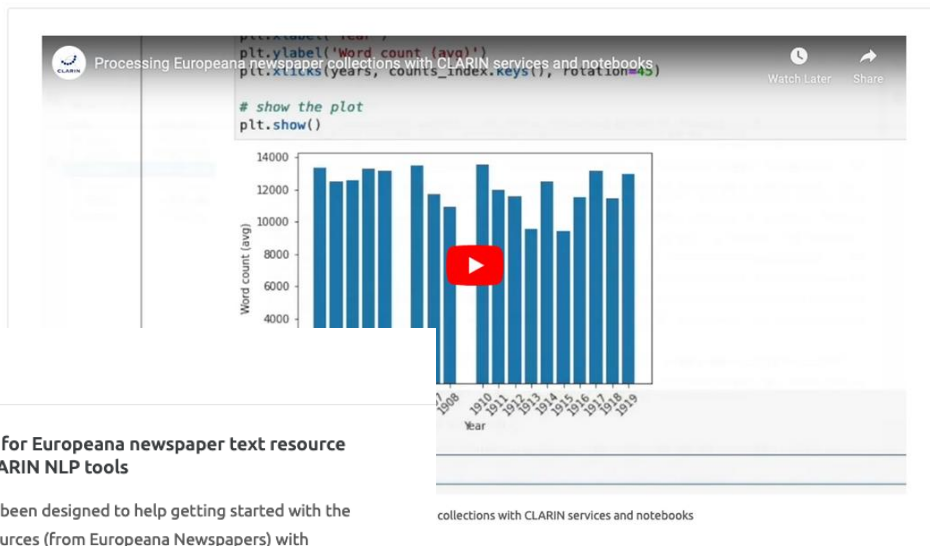 plt.ylabel('Word count (avg)')
CLARIN
Processing Europeana newspaper collections with CLARIN services and notebooks
plt.xticks(years, counts_index.keys(), rotation=45)
Watch Later
Share
# show the plot
plt.show()
14000
12000
10000
8000
6000
4000
Word count (avg)
1908
1910
1911
1912
1913
1914
1915
1916
1917
1918
1919
Year
for Europeana newspaper text resource
ARIN NLP tools
been designed to help getting started with the
collections with CLARIN services and notebooks
urces (from Europeana Newspapers) with